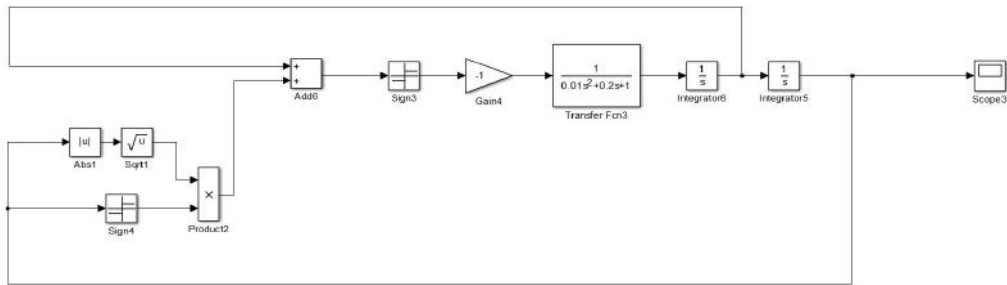 +
+
Add6
Sign3
-1
Gain4
1
0.01s²+0.2s+1
Transfer Fcn3
1
s
Integrator6
1
s
Integrator5
Scope3
|u|
Abs1
√u
Sqrt1
Sign4
×
Product2